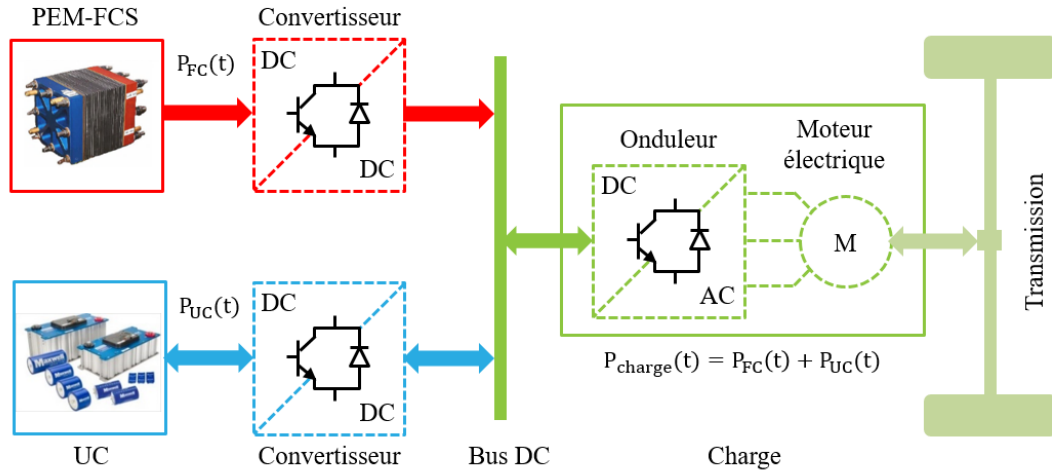 PEM-FCS
Convertisseur
P_FC(t)
DC
DC
Onduleur
Moteur
électrique
DC
AC
M
Transmission
P_UC(t)
DC
DC
P_charge(t) = P_FC(t) + P_UC(t)
UC
Convertisseur
Bus DC
Charge